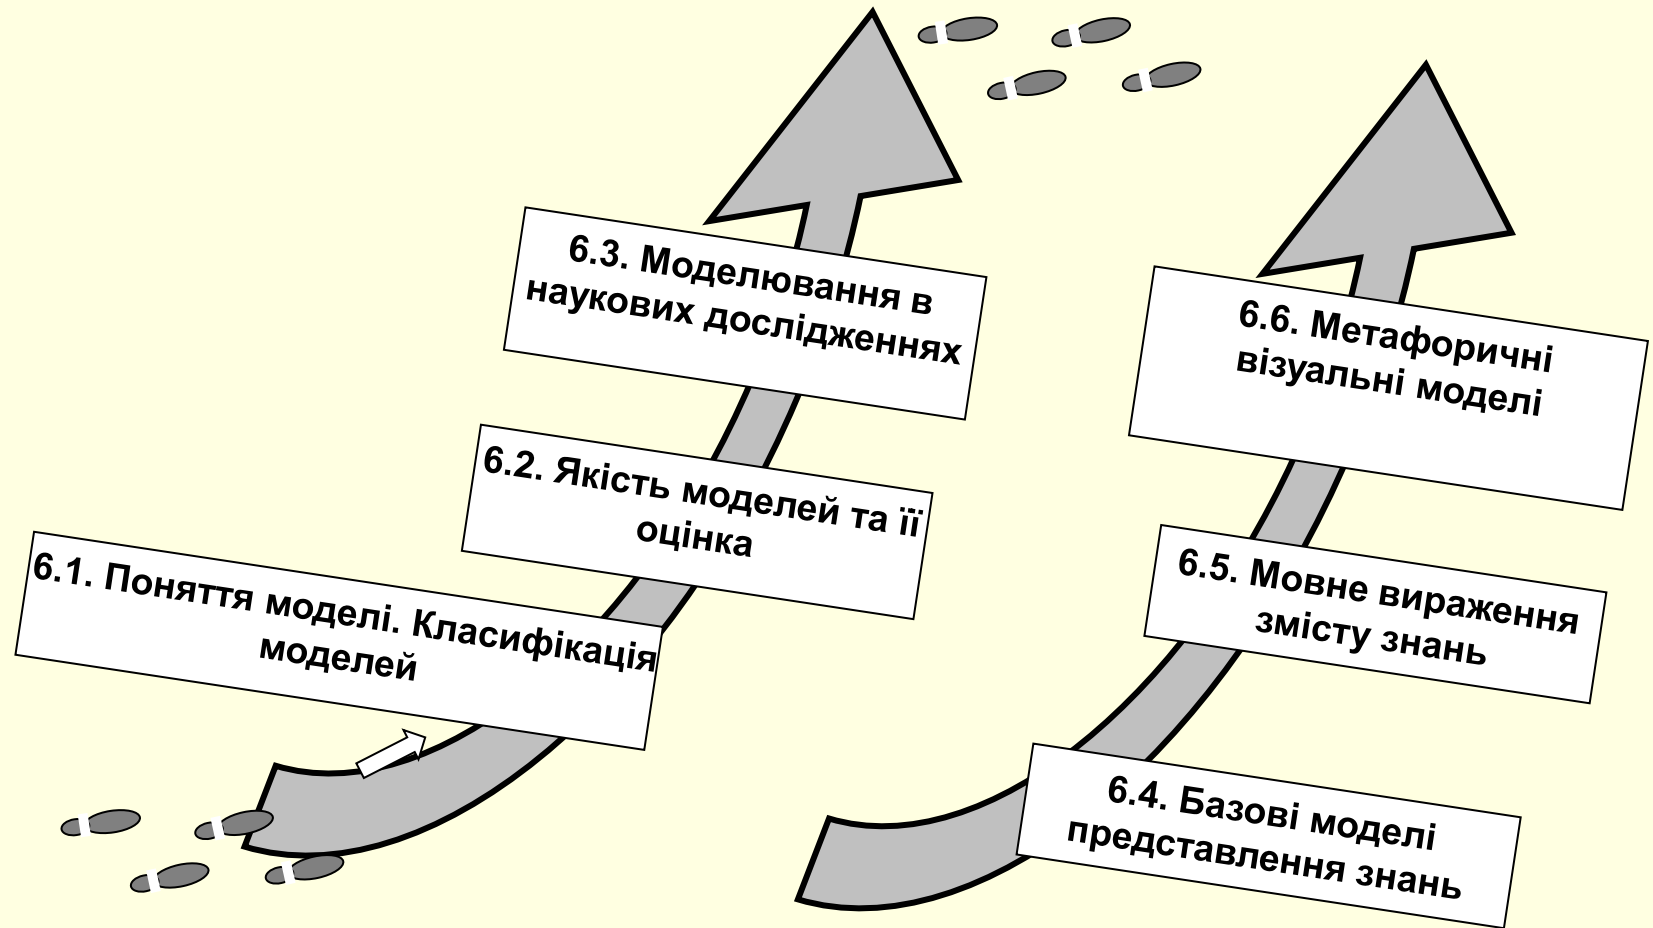 6.1. Поняття моделі. Класифікація
моделей
6.2. Якість моделей та її
оцінка
6.3. Моделювання в
наукових дослідженнях
6.4. Базові моделі
представлення знань
6.5. Мовне вираження
змісту знань
6.6. Метафоричні
візуальні моделі